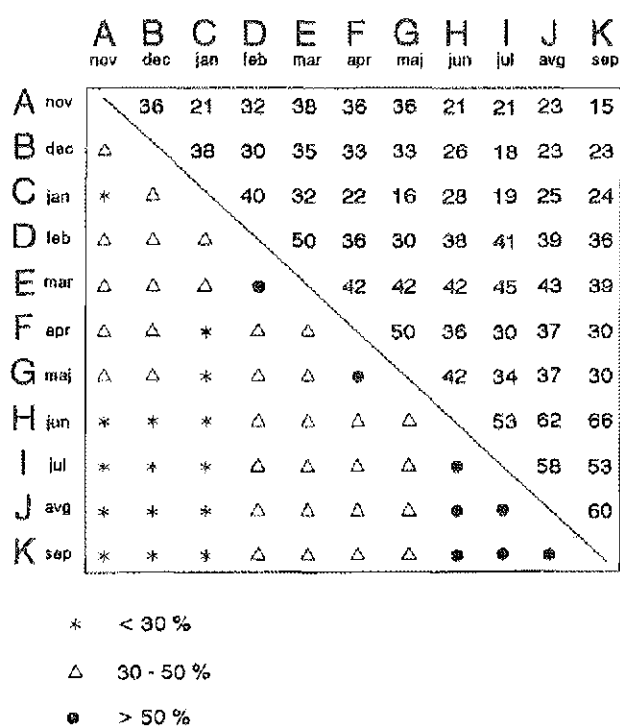 A B C D E F G H I J K
nov dec jan feb mar apr maj jun jul avg sep
A nov 36 21 32 38 36 36 21 21 23 15
B dec △ 38 30 35 33 33 26 18 23 23
C jan * △ 40 32 22 16 28 19 25 24
D feb △ △ △ 50 36 30 38 41 39 36
E mar △ △ △ ● 42 42 42 45 43 39
F apr △ △ * △ △ 50 36 30 37 30
G maj △ △ * △ △ ● 42 34 37 30
H jun * * * △ △ △ △ 53 62 66
I jul * * * △ △ △ △ ● 58 53
J avg * * * △ △ △ △ ● ● 60
K sep * * * △ △ △ △ ● ● ●
* < 30 %
△ 30 - 50 %
● > 50 %